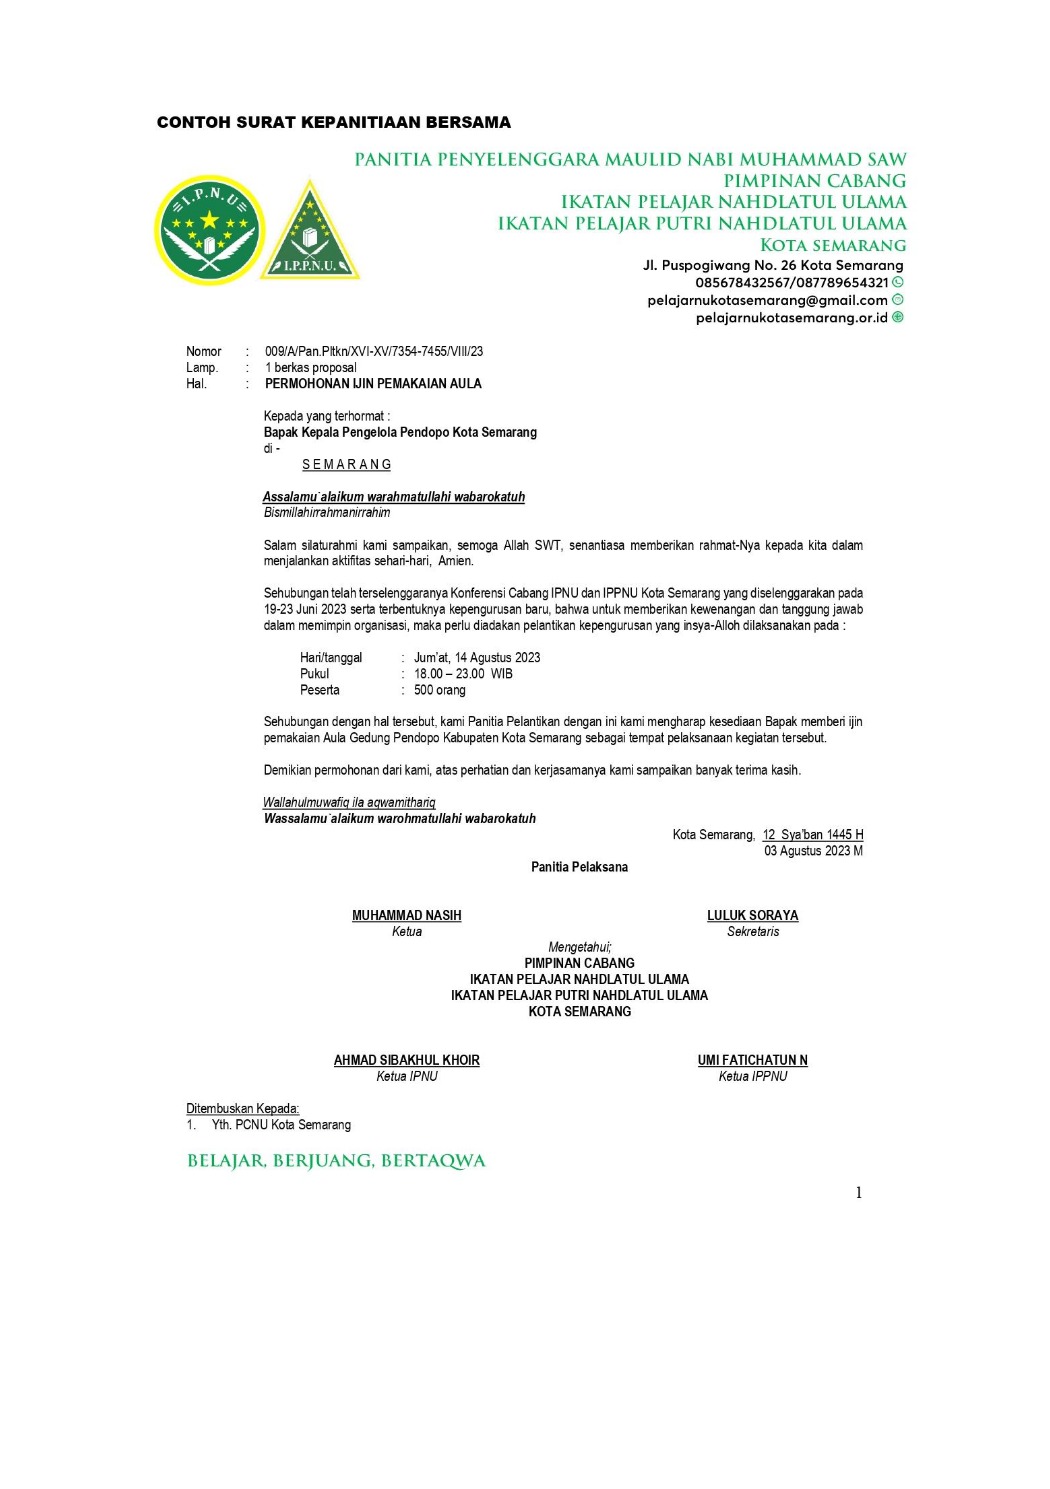 CONTOH SURAT KEPANITIAAN BERSAMA
PANITIA PENYELENGGARA MAULID NABI MUHAMMAD SAW
PIMPINAN CABANG
IKATAN PELAJAR NAHDLATUL ULAMA
IKATAN PELAJAR PUTRI NAHDLATUL ULAMA
KOTA SEMARANG
Jl. Puspogiwang No. 26 Kota Semarang
085678432567/087789654321
pelajarnukotasemarang@gmail.com
pelajarnukotasemarang.or.id
I.P.N.U
I.P.P.N.U.
Nomor : 009/A/Pan.Pltkn/XVI-XV/7354-7455/VIII/23
Lamp. : 1 berkas proposal
Hal. : PERMOHONAN IJIN PEMAKAIAN AULA
Kepada yang terhormat :
Bapak Kepala Pengelola Pendopo Kota Semarang
di -
S E M A R A N G
Assalamu`alaikum warahmatullahi wabarokatuh
Bismillahirrahmanirrahim
Salam silaturahmi kami sampaikan, semoga Allah SWT, senantiasa memberikan rahmat-Nya kepada kita dalam
menjalankan aktifitas sehari-hari, Amien.
Sehubungan telah terselenggaranya Konferensi Cabang IPNU dan IPPNU Kota Semarang yang diselenggarakan pada
19-23 Juni 2023 serta terbentuknya kepengurusan baru, bahwa untuk memberikan kewenangan dan tanggung jawab
dalam memimpin organisasi, maka perlu diadakan pelantikan kepengurusan yang insya-Alloh dilaksanakan pada :
Hari/tanggal : Jum'at, 14 Agustus 2023
Pukul : 18.00 – 23.00 WIB
Peserta : 500 orang
Sehubungan dengan hal tersebut, kami Panitia Pelantikan dengan ini kami mengharap kesediaan Bapak memberi ijin
pemakaian Aula Gedung Pendopo Kabupaten Kota Semarang sebagai tempat pelaksanaan kegiatan tersebut.
Demikian permohonan dari kami, atas perhatian dan kerjasamanya kami sampaikan banyak terima kasih.
Wallahulmuwafiq ila aqwamithariq
Wassalamu`alaikum warohmatullahi wabarokatuh
Kota Semarang, 12 Sya'ban 1445 H
03 Agustus 2023 M
Panitia Pelaksana
MUHAMMAD NASIH LULUK SORAYA
Ketua Sekretaris
Mengetahui;
PIMPINAN CABANG
IKATAN PELAJAR NAHDLATUL ULAMA
IKATAN PELAJAR PUTRI NAHDLATUL ULAMA
KOTA SEMARANG
AHMAD SIBAKHUL KHOIR UMI FATICHATUN N
Ketua IPNU Ketua IPPNU
Ditembuskan Kepada:
1. Yth. PCNU Kota Semarang
BELAJAR, BERJUANG, BERTAQWA
1